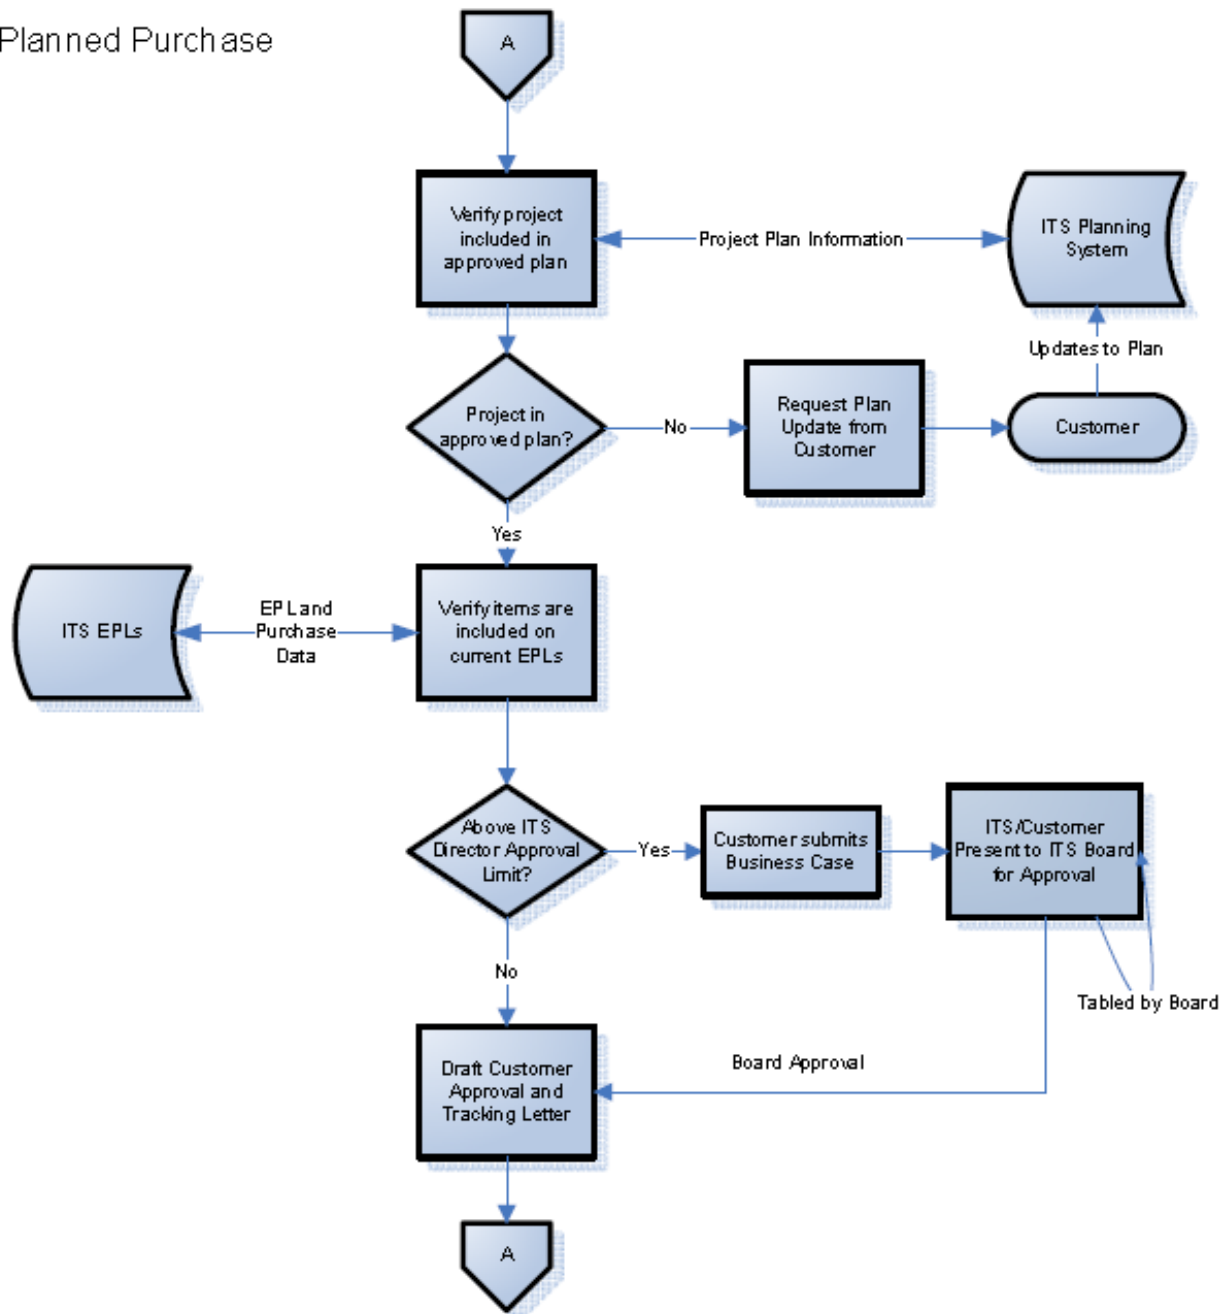 Planned Purchase
A
Verify project
included in
approved plan
Project Plan Information
ITS Planning
System
Updates to Plan
Project in
approved plan?
No
Request Plan
Update from
Customer
Customer
Yes
ITS EPLs
EPL and
Purchase
Data
Verify items are
included on
current EPLs
Above ITS
Director Approval
Limit?
Yes
Customer submits
Business Case
ITS/Customer
Present to ITS Board
for Approval
No
Tabled by Board
Draft Customer
Approval and
Tracking Letter
Board Approval
A